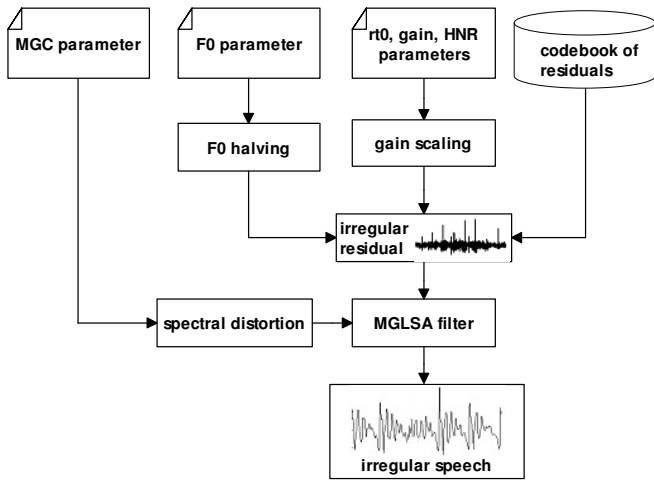 MGC parameter
F0 parameter
rt0, gain, HNR
parameters
codebook of
residuals
F0 halving
gain scaling
irregular
residual
spectral distortion
MGLSA filter
irregular speech